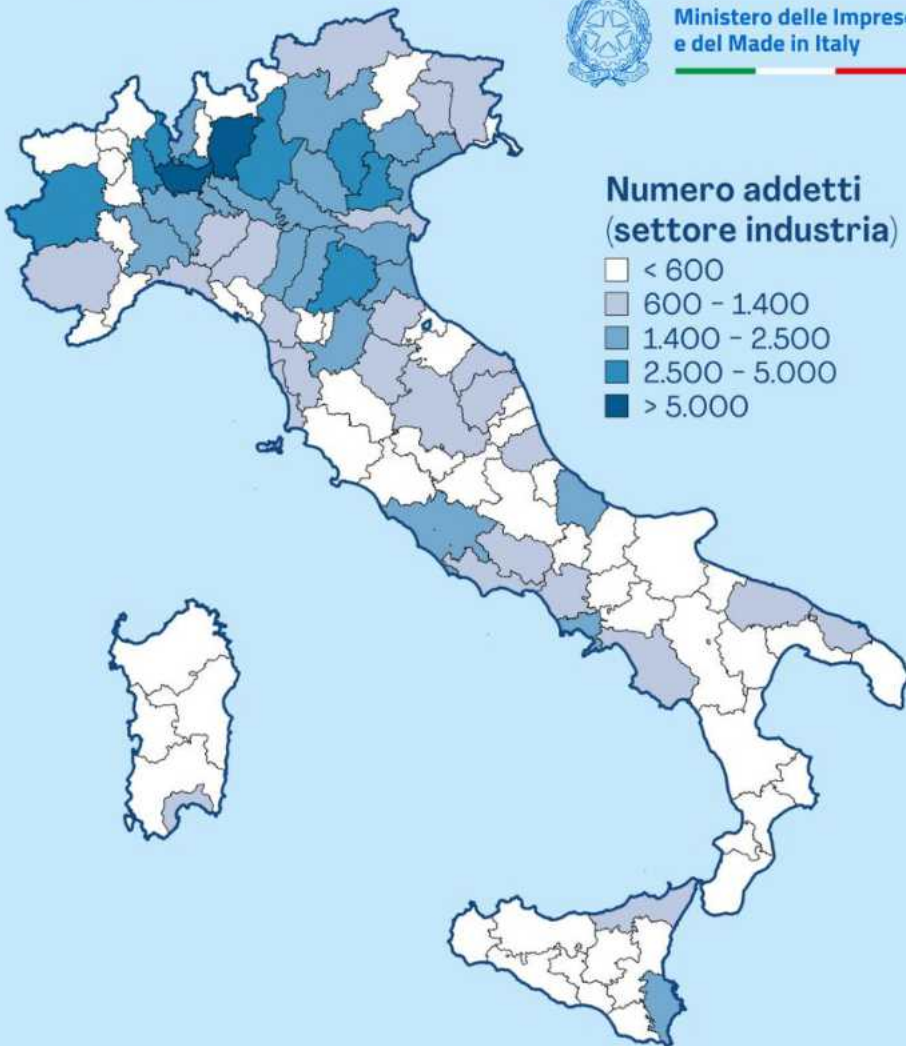 Ministero delle Imprese
e del Made in Italy
Numero addetti
(settore industria)
< 600
600 - 1.400
1.400 - 2.500
2.500 - 5.000
> 5.000